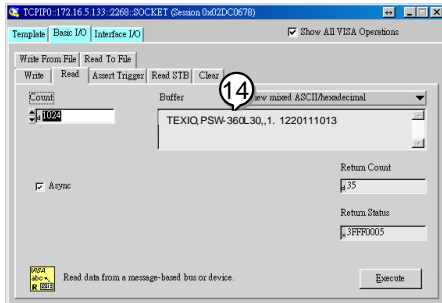 TCPIP0::172.16.5.133::2268::SOCKET (Session 0x02DC0678)
Template Basic I/O Interface I/O Show All VISA Operations
Write From File Read To File
Write Read Assert Trigger Read STB Clear
Count Buffer iew mixed ASCII/hexadecimal
14
d 1024 TEXIO, PSW-360L30,,1. 1220111013
Return Count
Async d 35
Return Status
x 3FFF0005
VISA
abc
R
Read data from a message-based bus or device. Execute